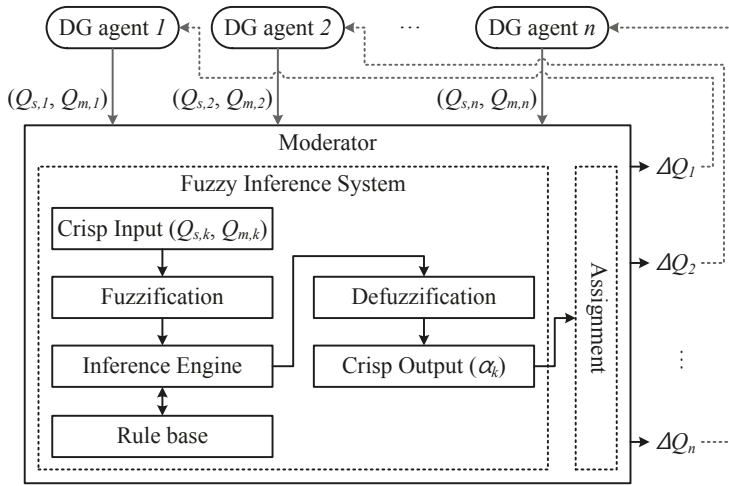 DG agent 1
DG agent 2
...
DG agent n
(Qs,1, Qm,1)
(Qs,2, Qm,2)
(Qs,n, Qm,n)
Moderator
Fuzzy Inference System
Crisp Input (Qs,k, Qm,k)
Fuzzification
Inference Engine
Rule base
Defuzzification
Crisp Output (αk)
Assignment
ΔQ1
ΔQ2
⋮
ΔQn